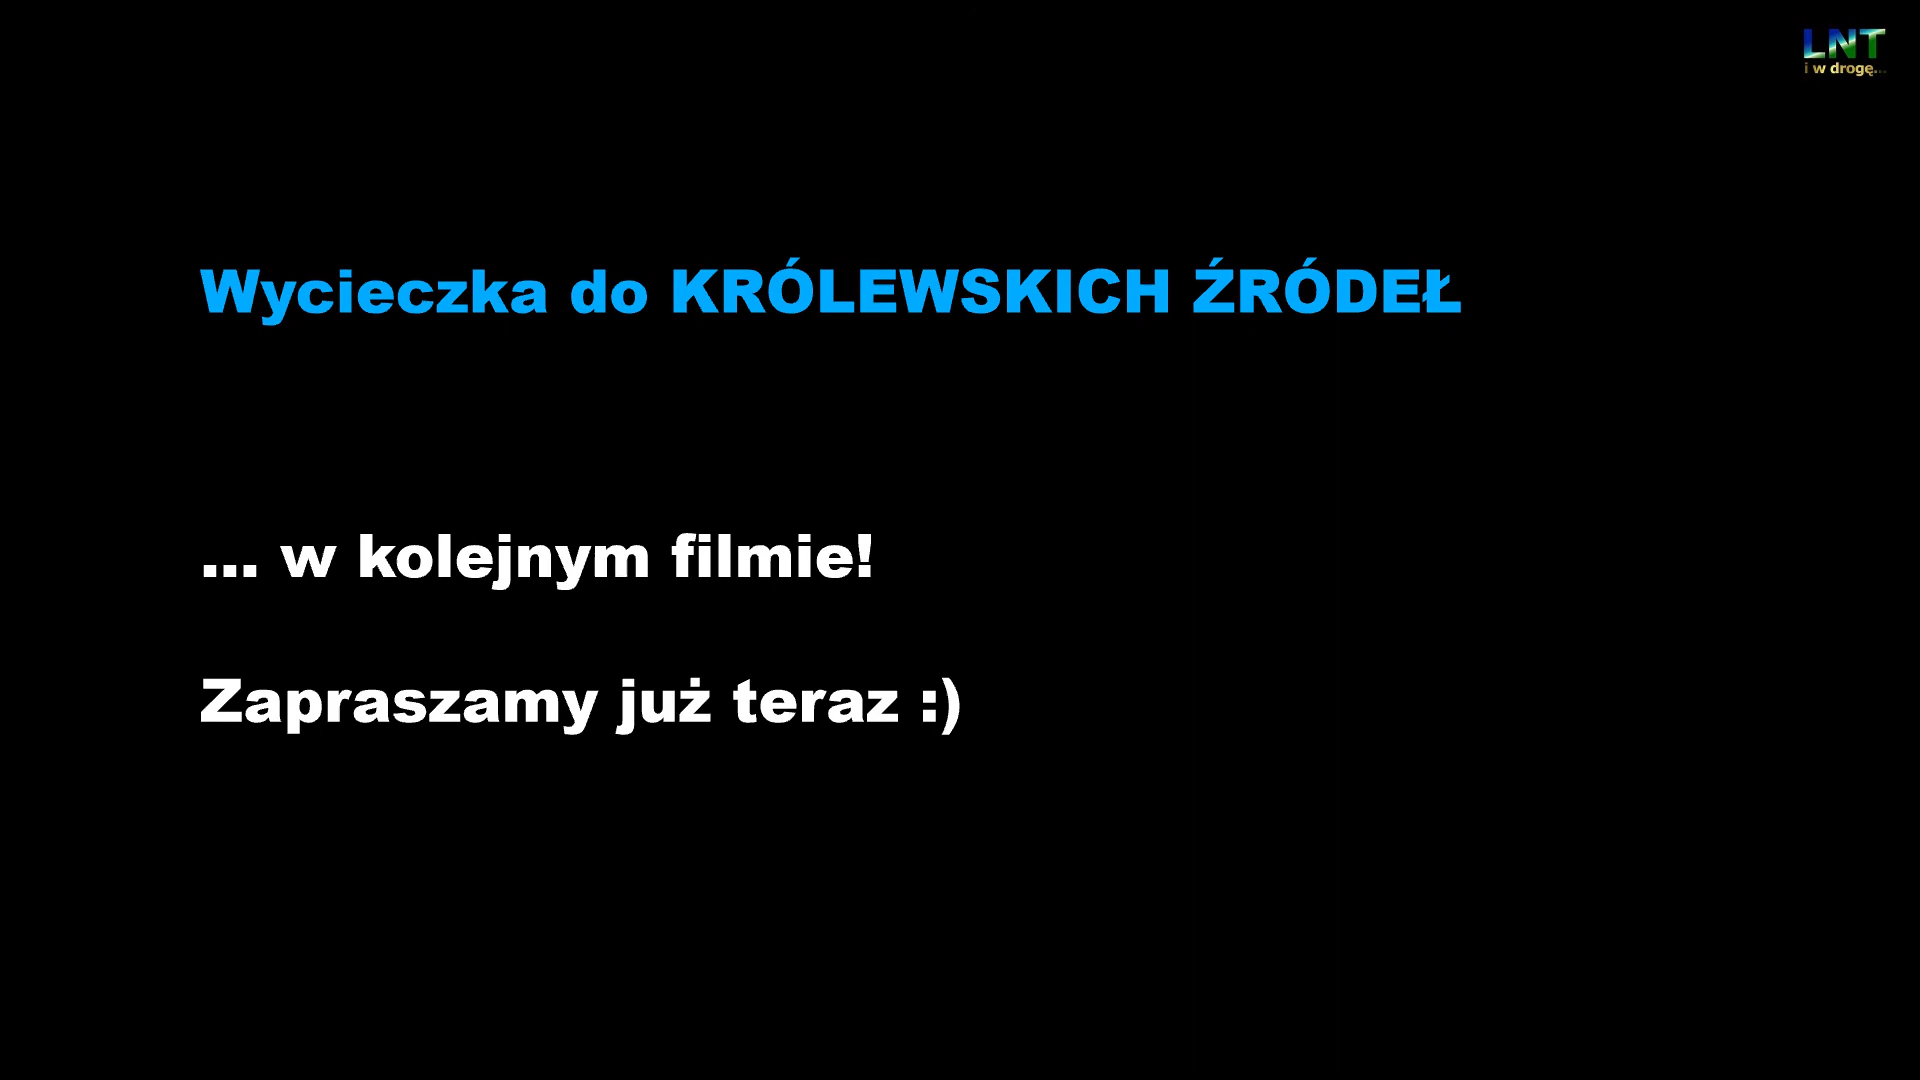 LNT
i w drogę...
Wycieczka do KRÓLEWSKICH ŹRÓDEŁ
... w kolejnym filmie!
Zapraszamy już teraz :)